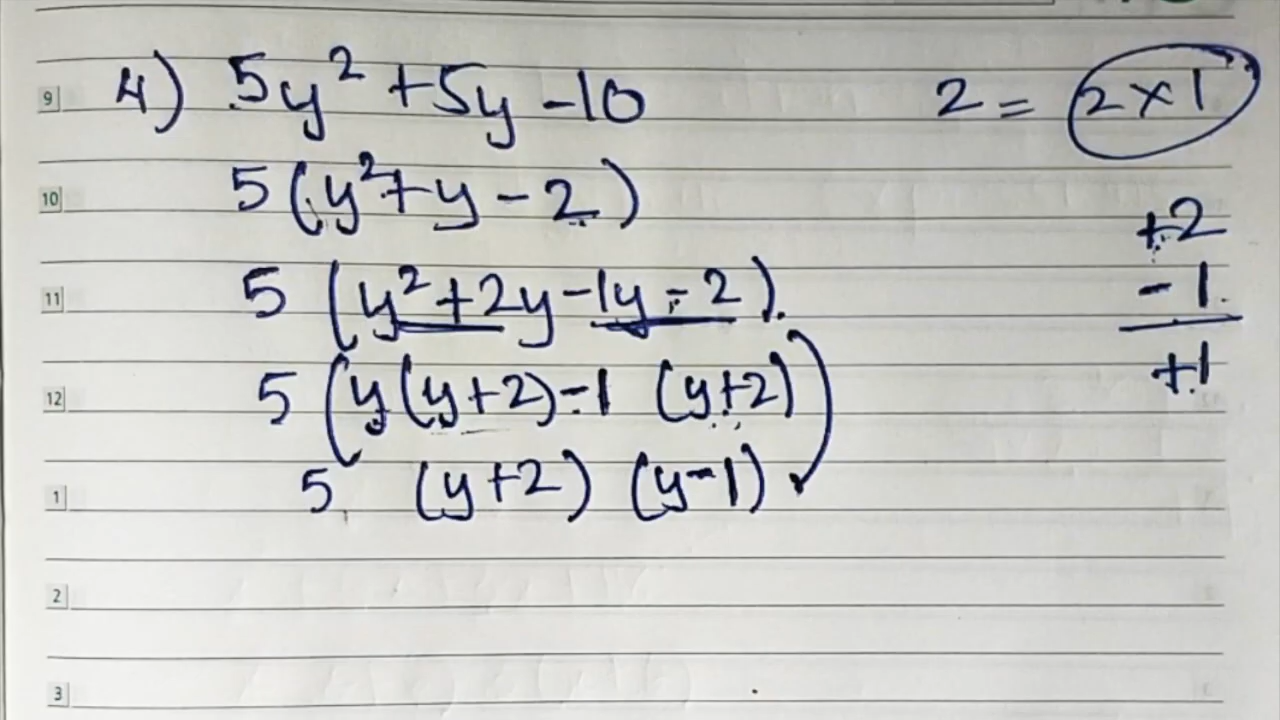 4) 5y² + 5y - 10
2 = 2 × 1
9
5 (y² + y - 2)
10
+2
5 (y² + 2y - 1y - 2)
11
- 1
5 (y (y + 2) - 1 (y + 2))
12
+1
5 (y + 2) (y - 1)
1
2
3